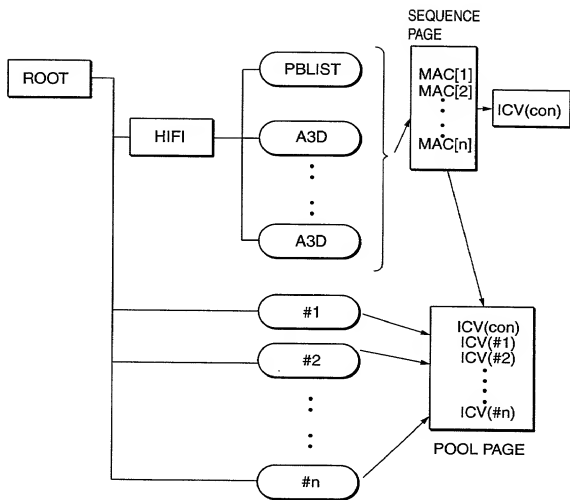 SEQUENCE
PAGE
ROOT
PBLIST
MAC[1]
MAC[2]
MAC[n]
ICV(con)
HIFI
A3D
A3D
#1
#2
#n
ICV(con)
ICV(#1)
ICV(#2)
ICV(#n)
POOL PAGE